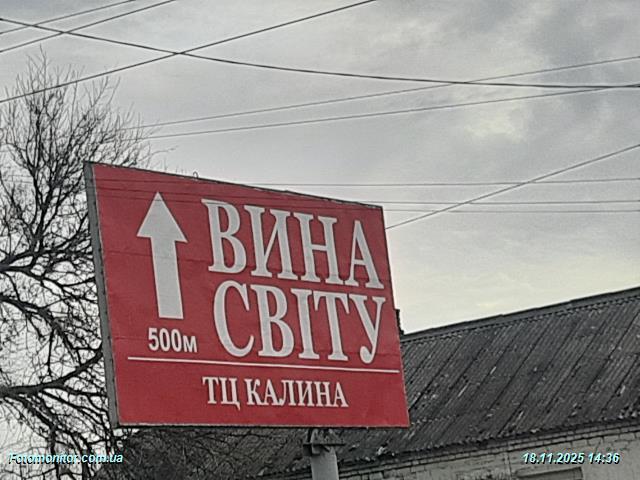 ВИНА
СВІТУ
500м
ТЦ КАЛИНА
Fotomonitor.com.ua
18.11.2025 14:36